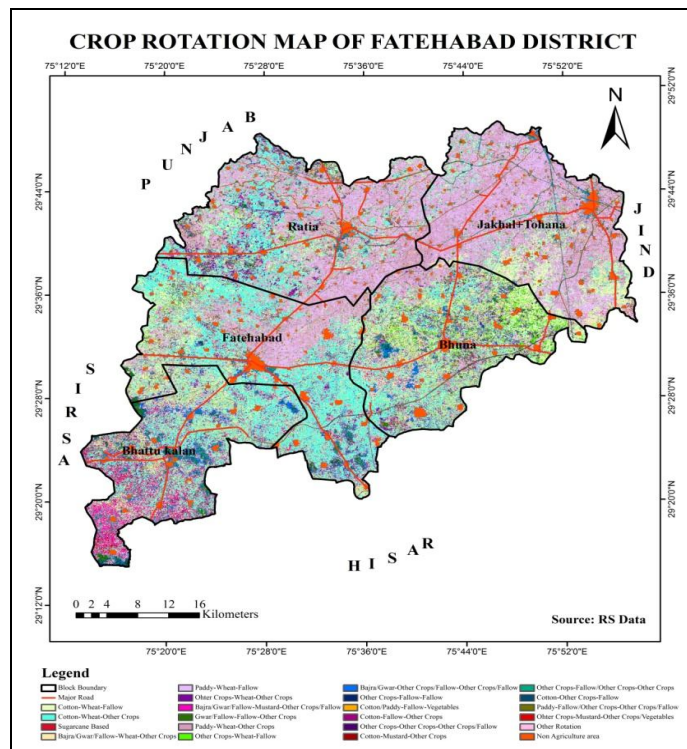 CROP ROTATION MAP OF FATEHABAD DISTRICT
75°12'0"E 75°20'0"E 75°28'0"E 75°36'0"E 75°44'0"E 75°52'0"E
29°52'0"N
N
PUNJAB
29°44'0"N 29°44'0"N
Ratia
Jakhal+Tohana
JIND
29°36'0"N 29°36'0"N
Fatehabad
Bhuna
SIRSA
29°28'0"N 29°28'0"N
Bhattu kalan
29°20'0"N 29°20'0"N
HISAR
29°12'0"N
0 2 4 8 12 16
Kilometers
Source: RS Data
75°20'0"E 75°28'0"E 75°36'0"E 75°44'0"E 75°52'0"E
Legend
Block Boundary
Major Road
Cotton-Wheat-Fallow
Cotton-Wheat-Other Crops
Sugarcane Based
Bajra/Gwar/Fallow-Wheat-Other Crops
Paddy-Wheat-Fallow
Other Crops-Wheat-Other Crops
Bajra/Gwar/Fallow-Mustard-Other Crops/Fallow
Gwar/Fallow-Fallow-Other Crops
Paddy-Wheat-Other Crops
Other Crops-Wheat-Fallow
Bajra/Gwar-Other Crops/Fallow-Other Crops/Fallow
Other Crops-Fallow-Fallow
Cotton/Paddy-Fallow-Vegetables
Cotton-Fallow-Other Crops
Other Crops-Other Crops-Other Crops/Fallow
Cotton-Mustard-Other Crops
Other Crops-Fallow/Other Crops-Other Crops
Cotton-Other Crops-Fallow
Paddy-Fallow/Other Crops-Other Crops/Fallow
Other Crops-Mustard-Other Crops/Vegetables
Other Rotation
Non Agriculture area